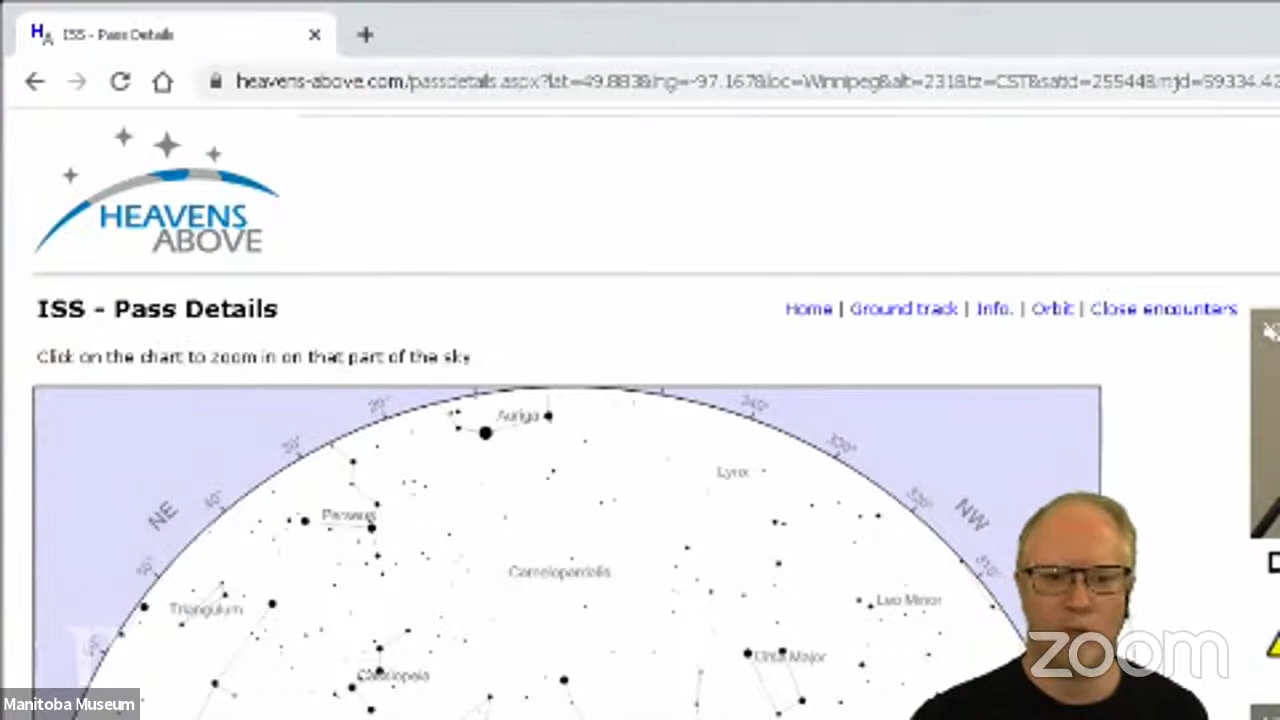 H A ISS - Pass Details
heavens-above.com/passdetails.aspx?lat=49.883&lng=-97.167&loc=Winnipeg&alt=231&tz=CST&satid=25544&mjd=59334.42
HEAVENS
ABOVE
ISS - Pass Details
Home | Ground track | Info. | Orbit | Close encounters
Click on the chart to zoom in on that part of the sky
Auriga
Lynx
NE
Perseus
NW
Camelopardalis
Triangulum
Leo Minor
Ursa Major
Cassiopeia
zoom
Manitoba Museum